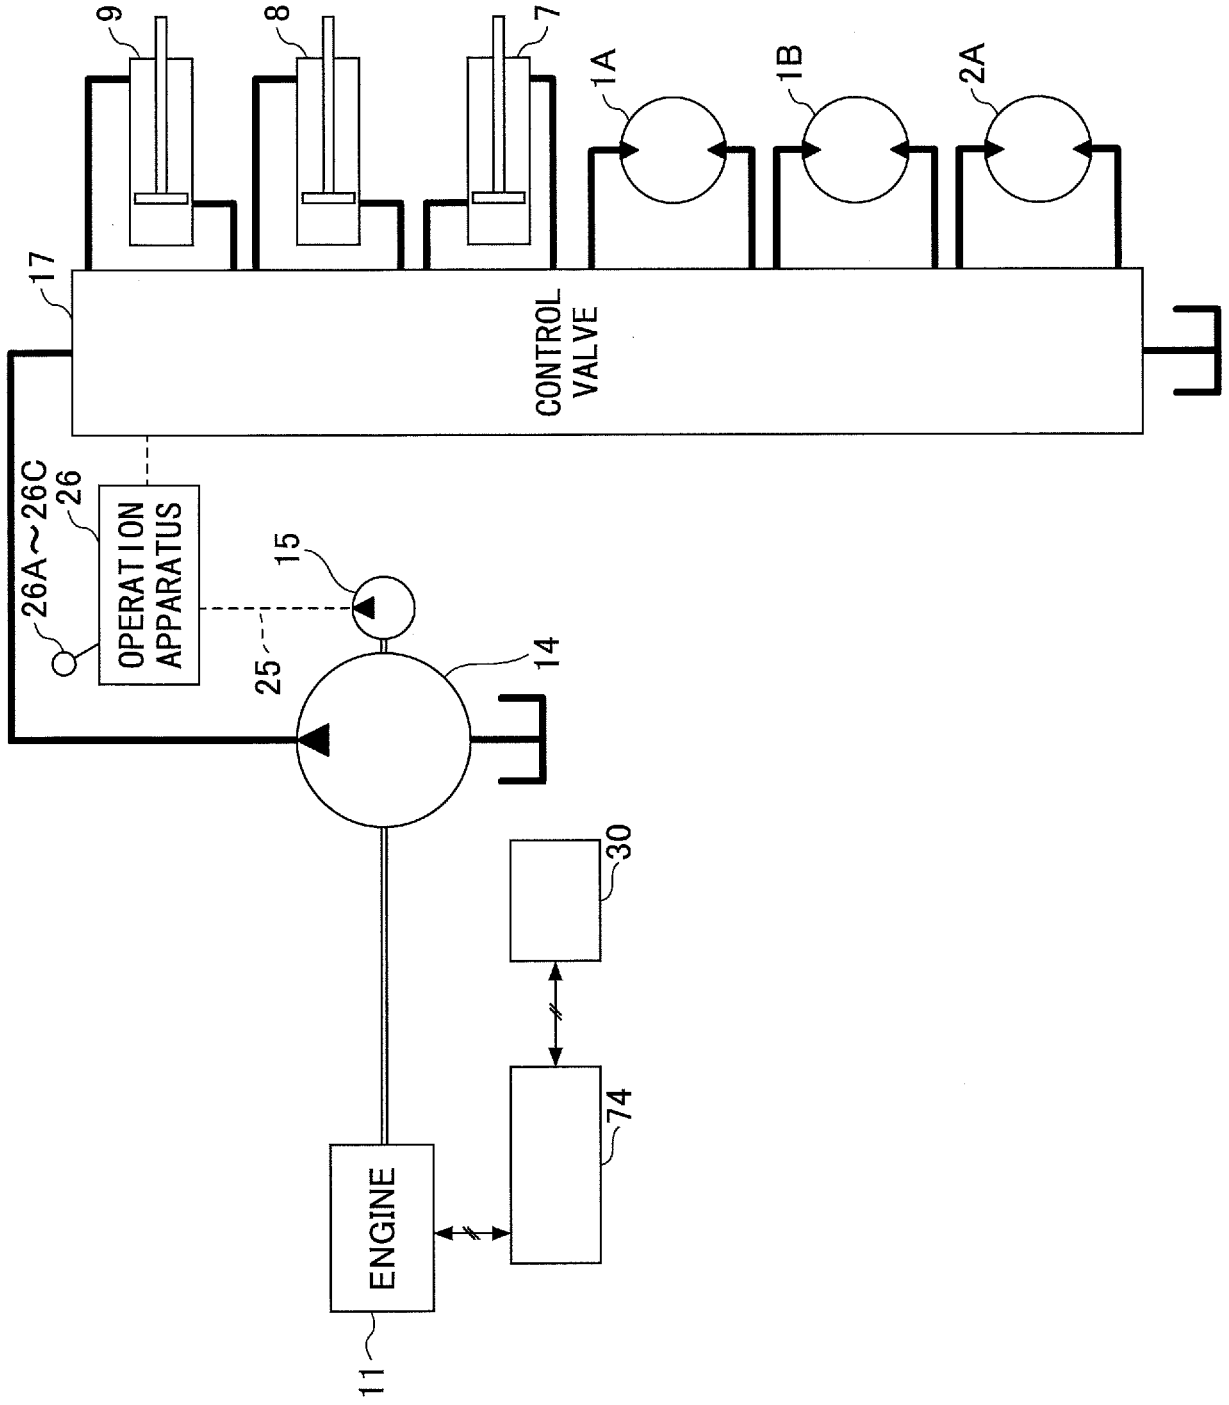 9
8
7
1A
1B
2A
17
CONTROL
VALVE
26A～26C
26
OPERATION
APPARATUS
15
25
14
30
74
ENGINE
11